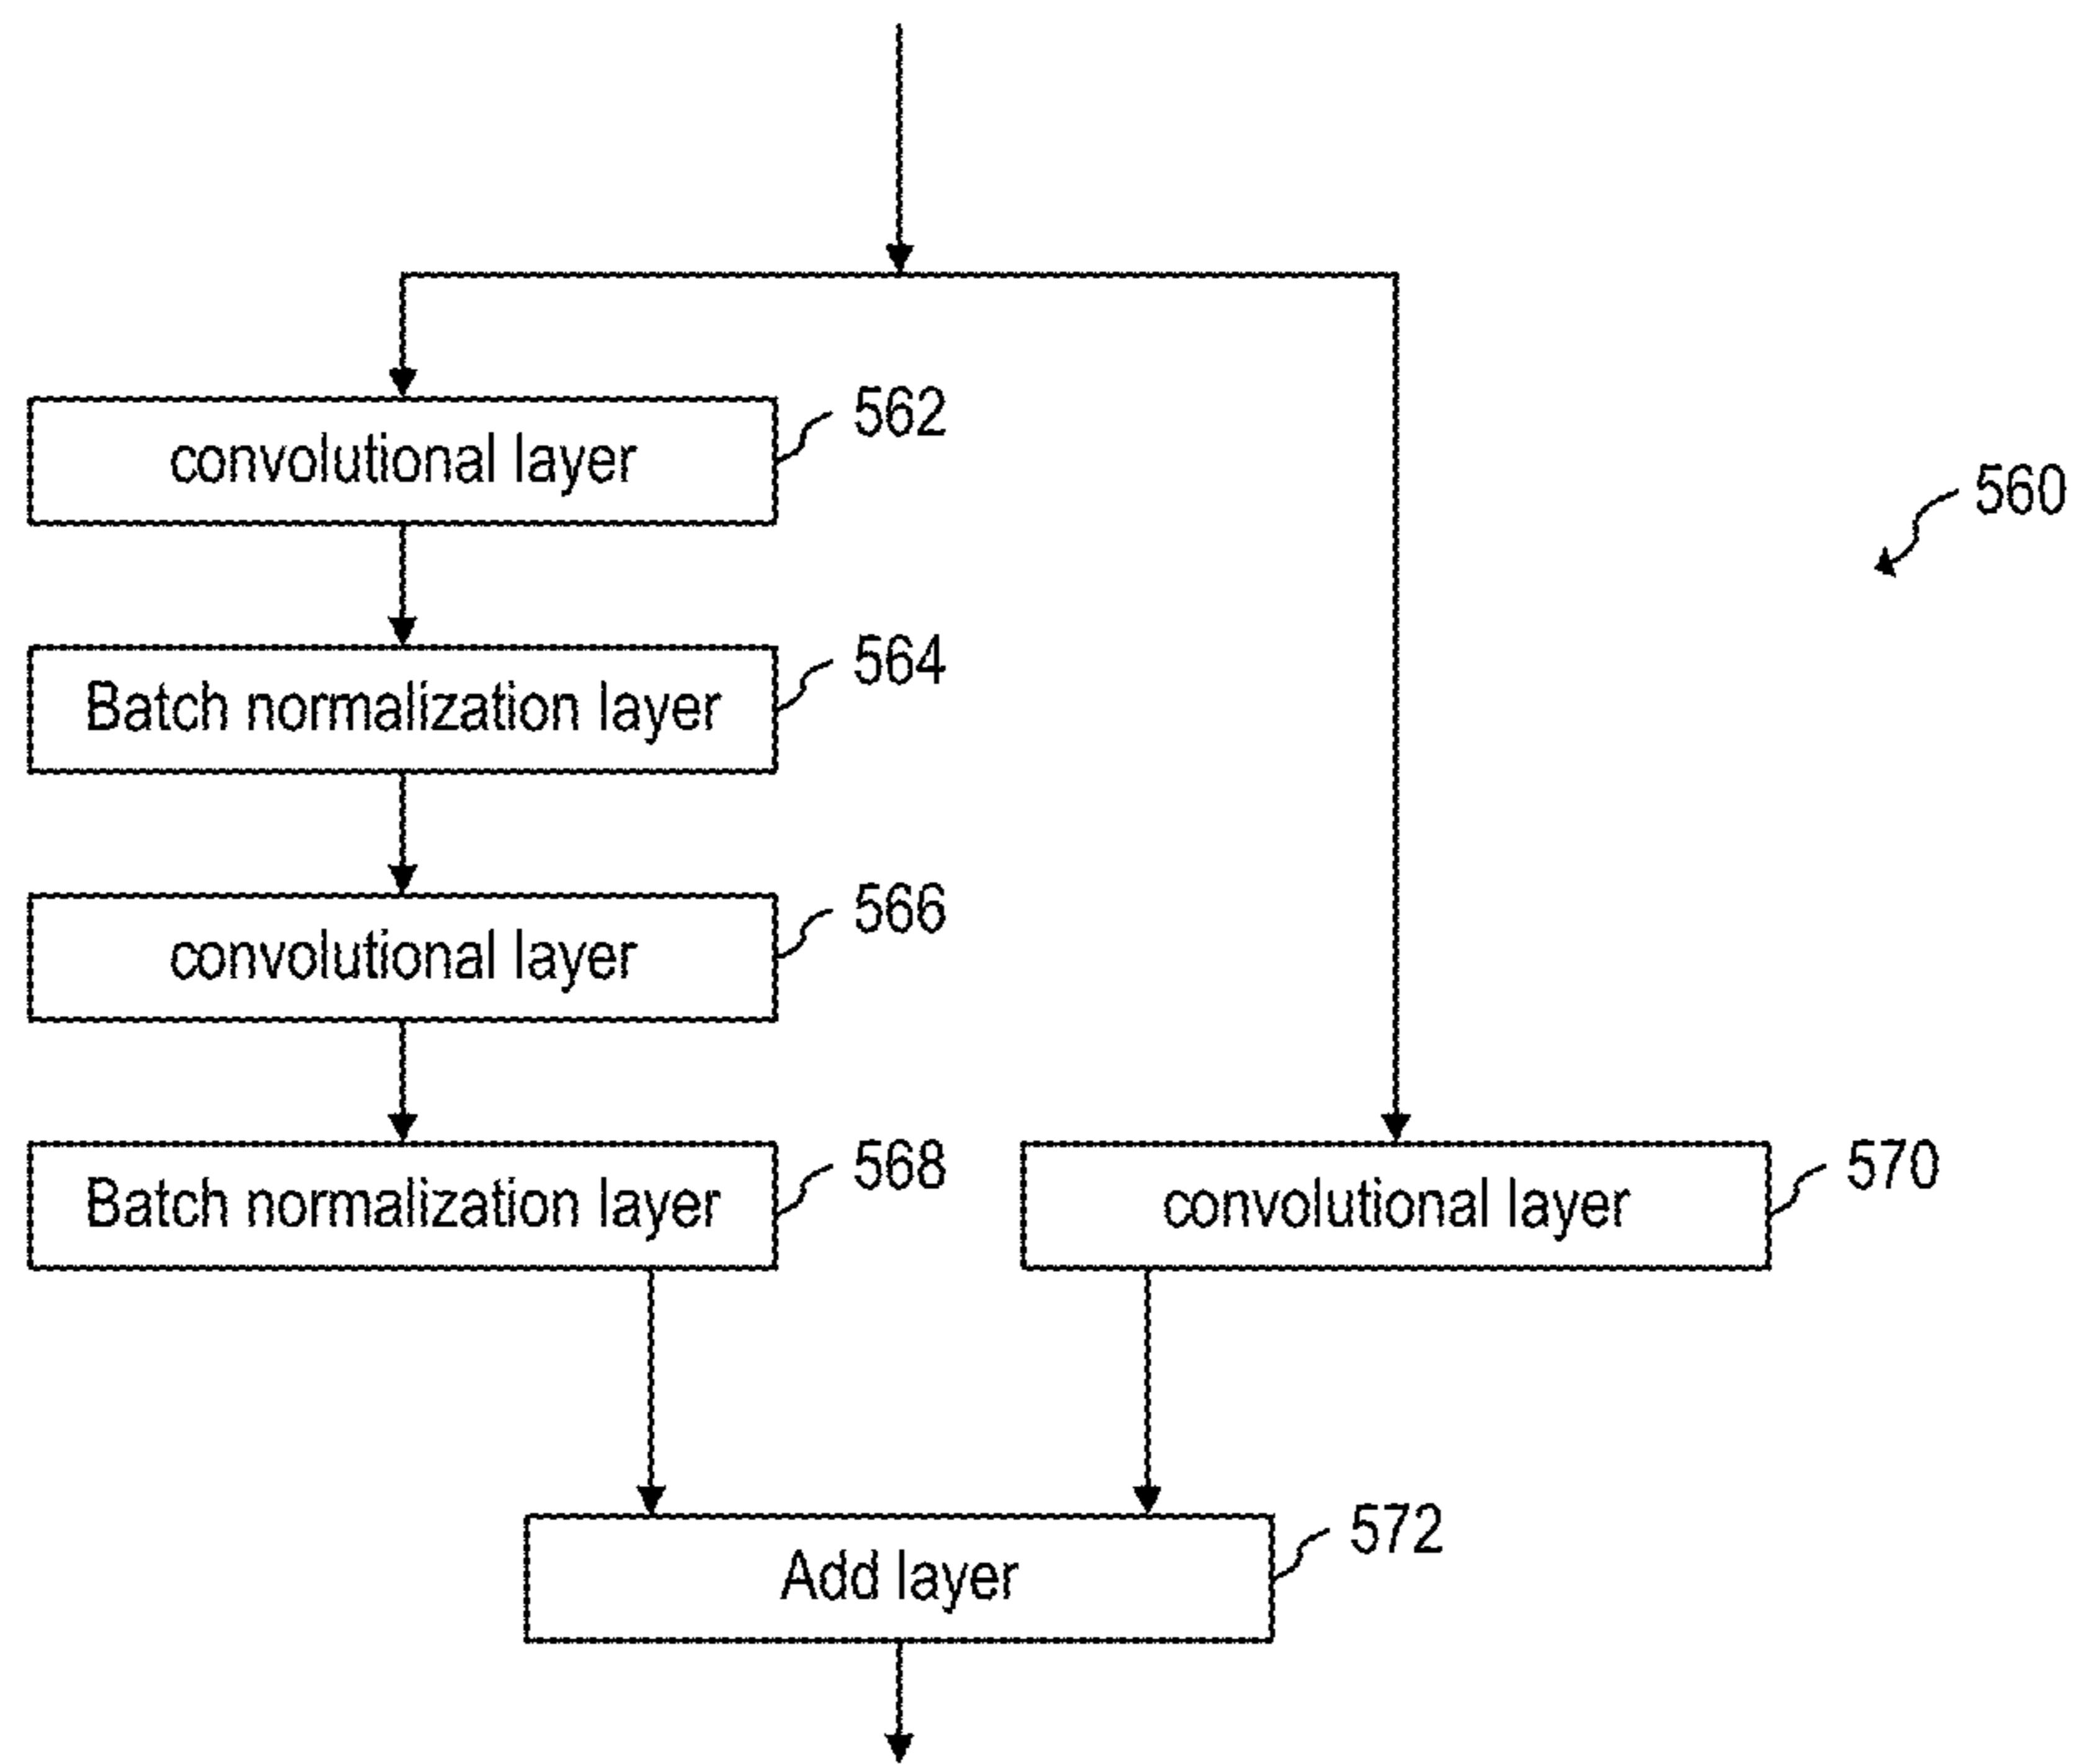 convolutional layer
562
560
Batch normalization layer
564
convolutional layer
566
Batch normalization layer
568
convolutional layer
570
Add layer
572